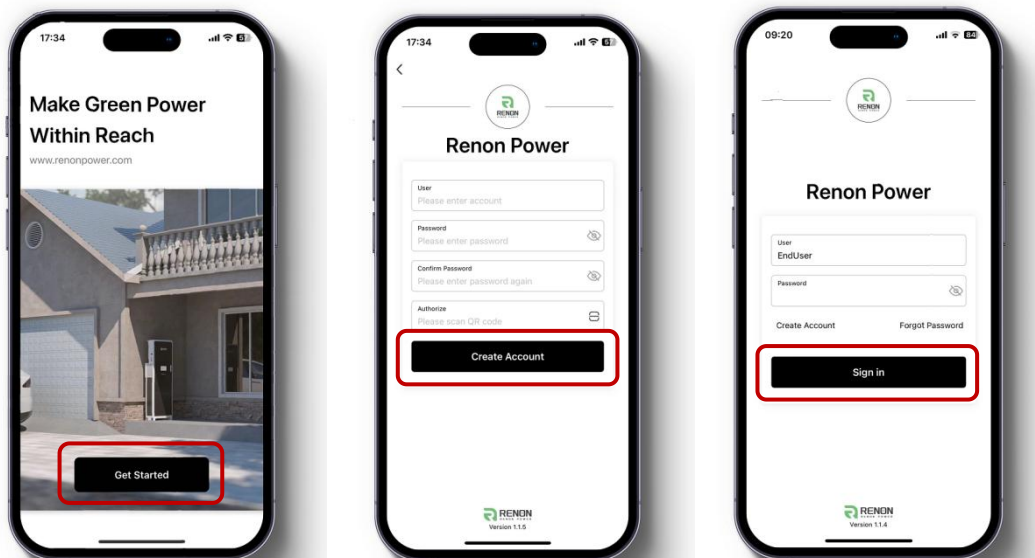 17:34
Make Green Power
Within Reach
www.renonpower.com
Get Started
17:34
RENON
Renon Power
User
Please enter account
Password
Please enter password
Confirm Password
Please enter password again
Authorize
Please scan QR code
Create Account
RENON
Version 1.1.5
09:20
84
RENON
Renon Power
User
EndUser
Password
Create Account
Forgot Password
Sign in
RENON
Version 1.1.4